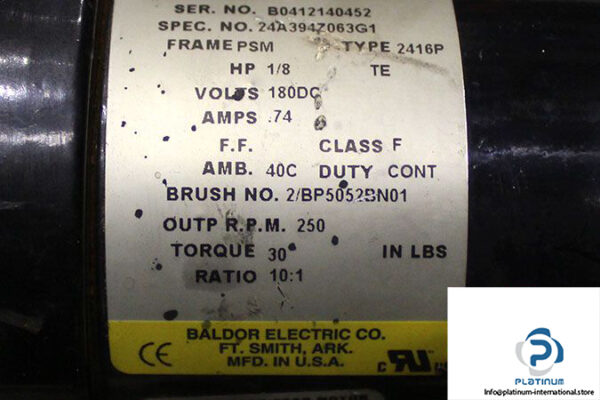 SER. NO. B0412140452
SPEC. NO. 24A394Z063G1
FRAME PSM TYPE 2416P
HP 1/8 TE
VOLTS 180DC
AMPS .74
F.F. CLASS F
AMB. 40C DUTY CONT
BRUSH NO. 2/BP5052BN01
OUTP R.P.M. 250
TORQUE 30 IN LBS
RATIO 10:1
BALDOR ELECTRIC CO.
FT. SMITH, ARK.
MFD. IN U.S.A.
CE
PLATINUM
Info@platinum-international.store